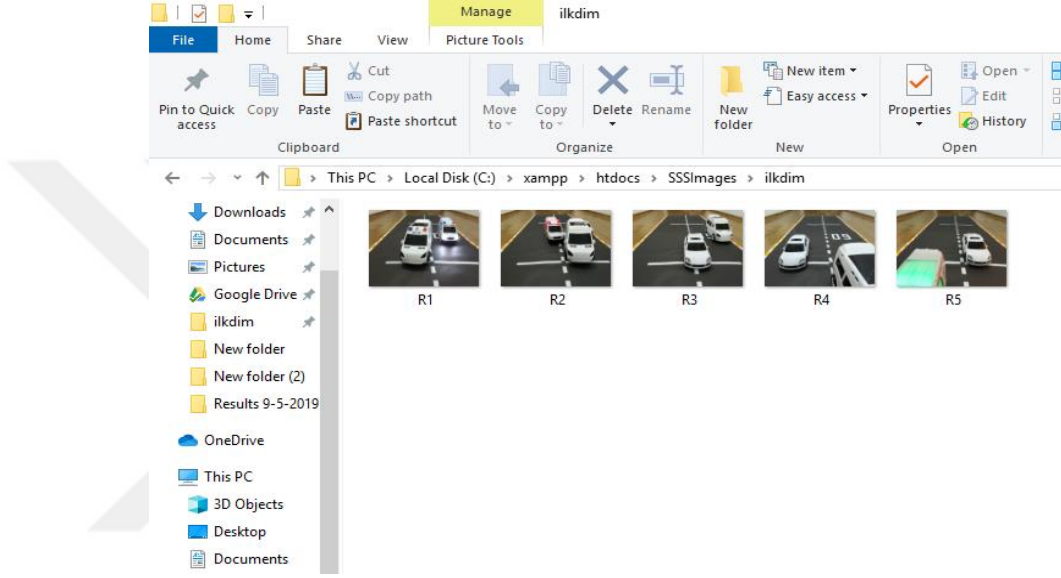 Manage ilkdim
File Home Share View Picture Tools
Pin to Quick access
Copy
Paste
Cut
Copy path
Paste shortcut
Clipboard
Move to
Copy to
Delete
Rename
Organize
New folder
New item
Easy access
New
Properties
Open
Edit
History
Open
This PC > Local Disk (C:) > xampp > htdocs > SSSImages > ilkdim
Downloads
Documents
Pictures
Google Drive
ilkdim
New folder
New folder (2)
Results 9-5-2019
OneDrive
This PC
3D Objects
Desktop
Documents
R1 R2 R3 R4 R5